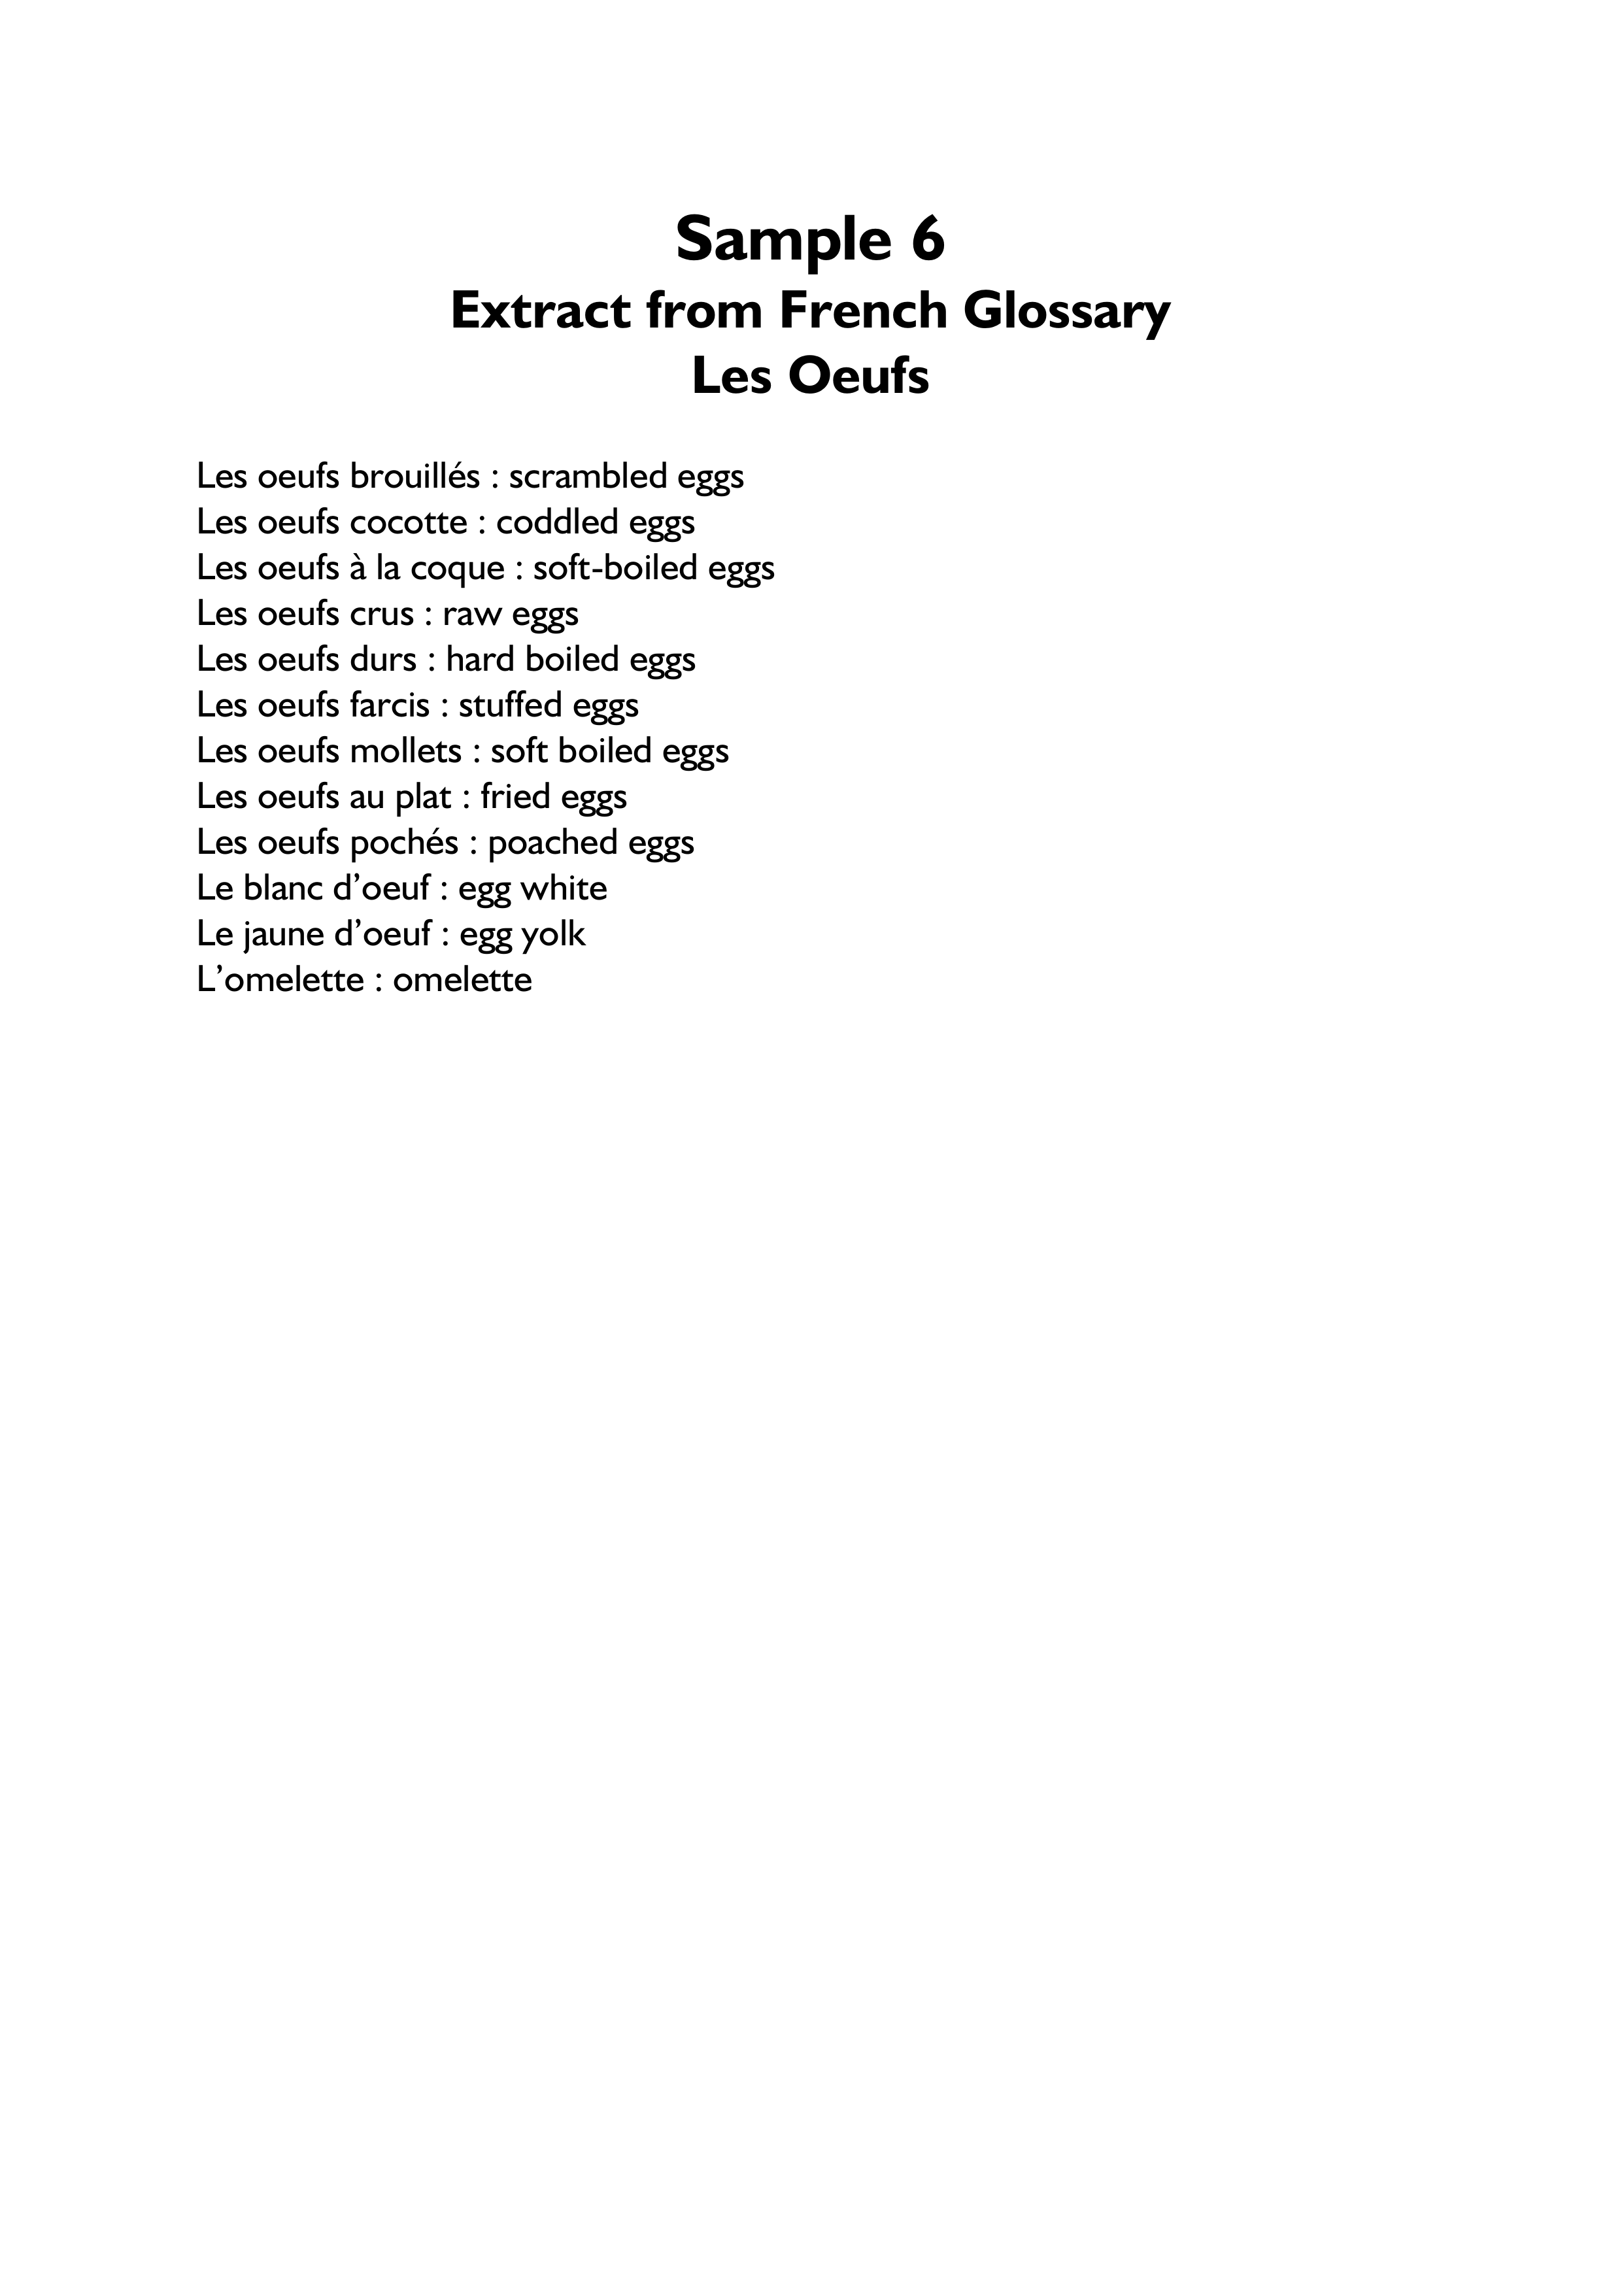 Sample 6
Extract from French Glossary
Les Oeufs
Les oeufs brouillés : scrambled eggs
Les oeufs cocotte : coddled eggs
Les oeufs à la coque : soft-boiled eggs
Les oeufs crus : raw eggs
Les oeufs durs : hard boiled eggs
Les oeufs farcis : stuffed eggs
Les oeufs mollets : soft boiled eggs
Les oeufs au plat : fried eggs
Les oeufs pochés : poached eggs
Le blanc d’oeuf : egg white
Le jaune d’oeuf : egg yolk
L’omelette : omelette